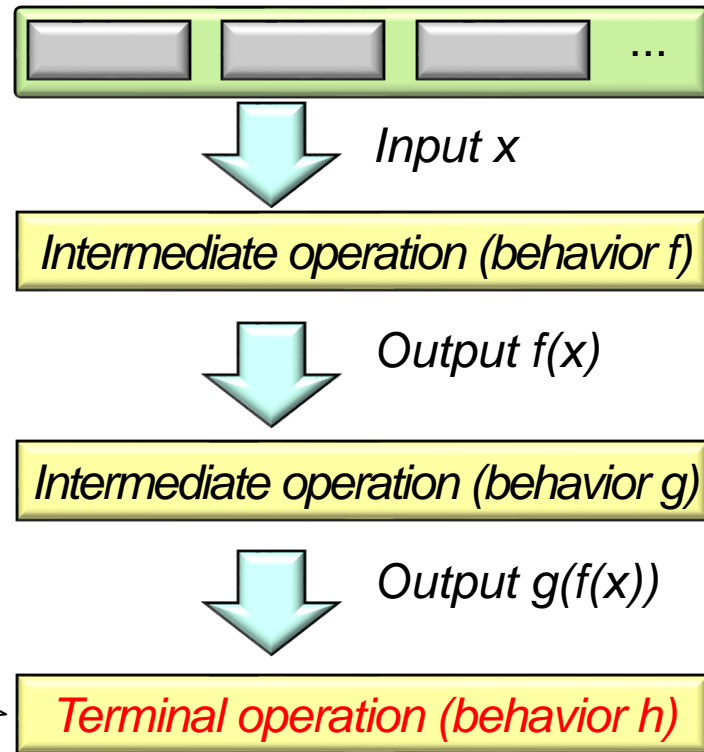 ...
Input x
Intermediate operation (behavior f)
Output f(x)
Intermediate operation (behavior g)
Output g(f(x))
Terminal operation (behavior h)